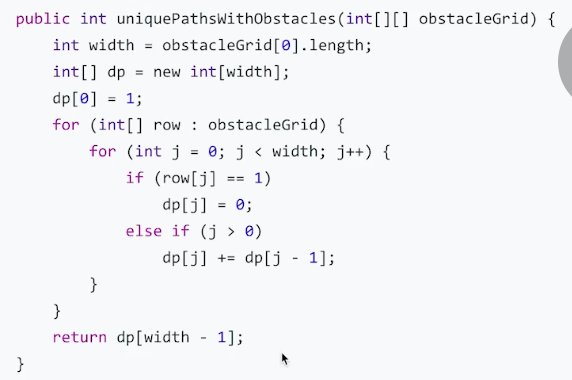 public int uniquePathsWithObstacles(int[][] obstacleGrid) {
    int width = obstacleGrid[0].length;
    int[] dp = new int[width];
    dp[0] = 1;
    for (int[] row : obstacleGrid) {
        for (int j = 0; j < width; j++) {
            if (row[j] == 1)
                dp[j] = 0;
            else if (j > 0)
                dp[j] += dp[j - 1];
        }
    }
    return dp[width - 1];
}